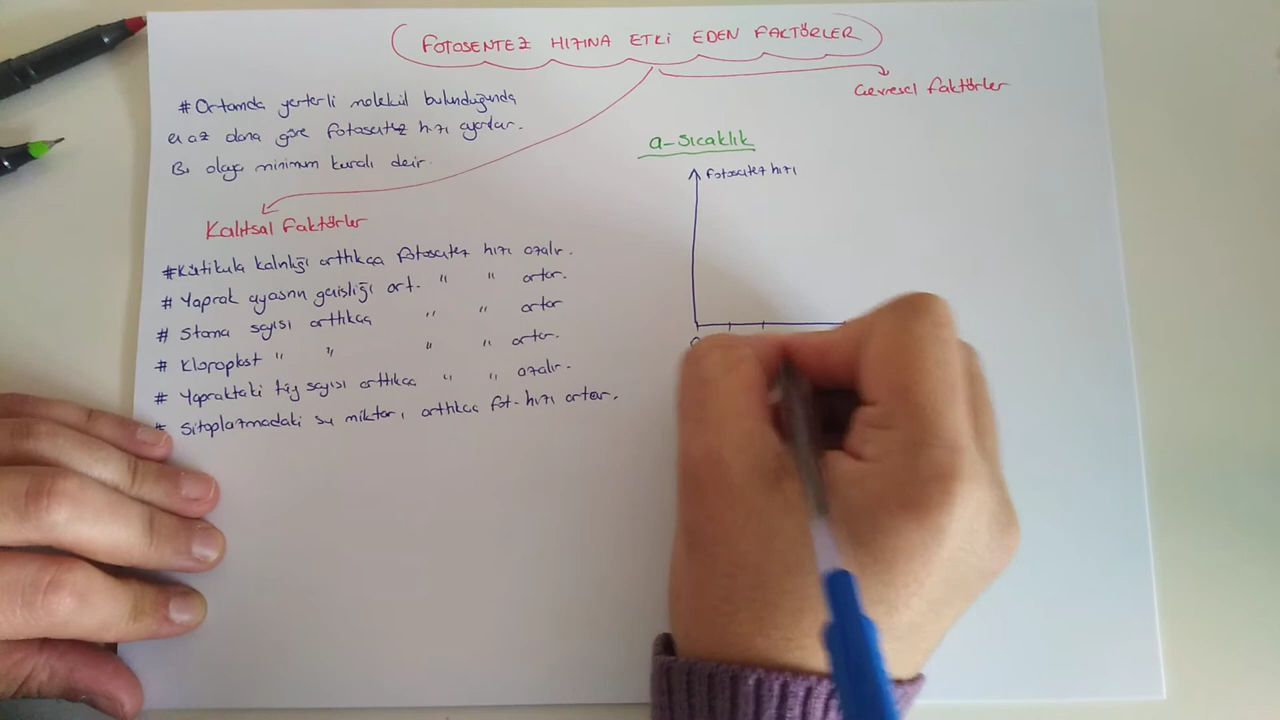 FOTOSENTEZ HIZINA ETKİ EDEN FAKTÖRLER
# Ortamda yeterli molekül bulunduğunda
en az olana göre fotosentez hızı ayarlanır.
Bu olaya minimum kuralı denir.
Kalıtsal Faktörler
# Kütikula kalınlığı arttıkça fotosentez hızı azalır.
# Yaprak ayasının genişliği art. " " artar.
# Stoma sayısı arttıkça " " artar
# Kloroplast " " " " artar.
# Yapraktaki tüy sayısı arttıkça " " azalır.
# Sitoplazmadaki su miktarı arttıkça fot. hızı artar.
Çevresel Faktörler
a-Sıcaklık
Fotosentez hızı
0